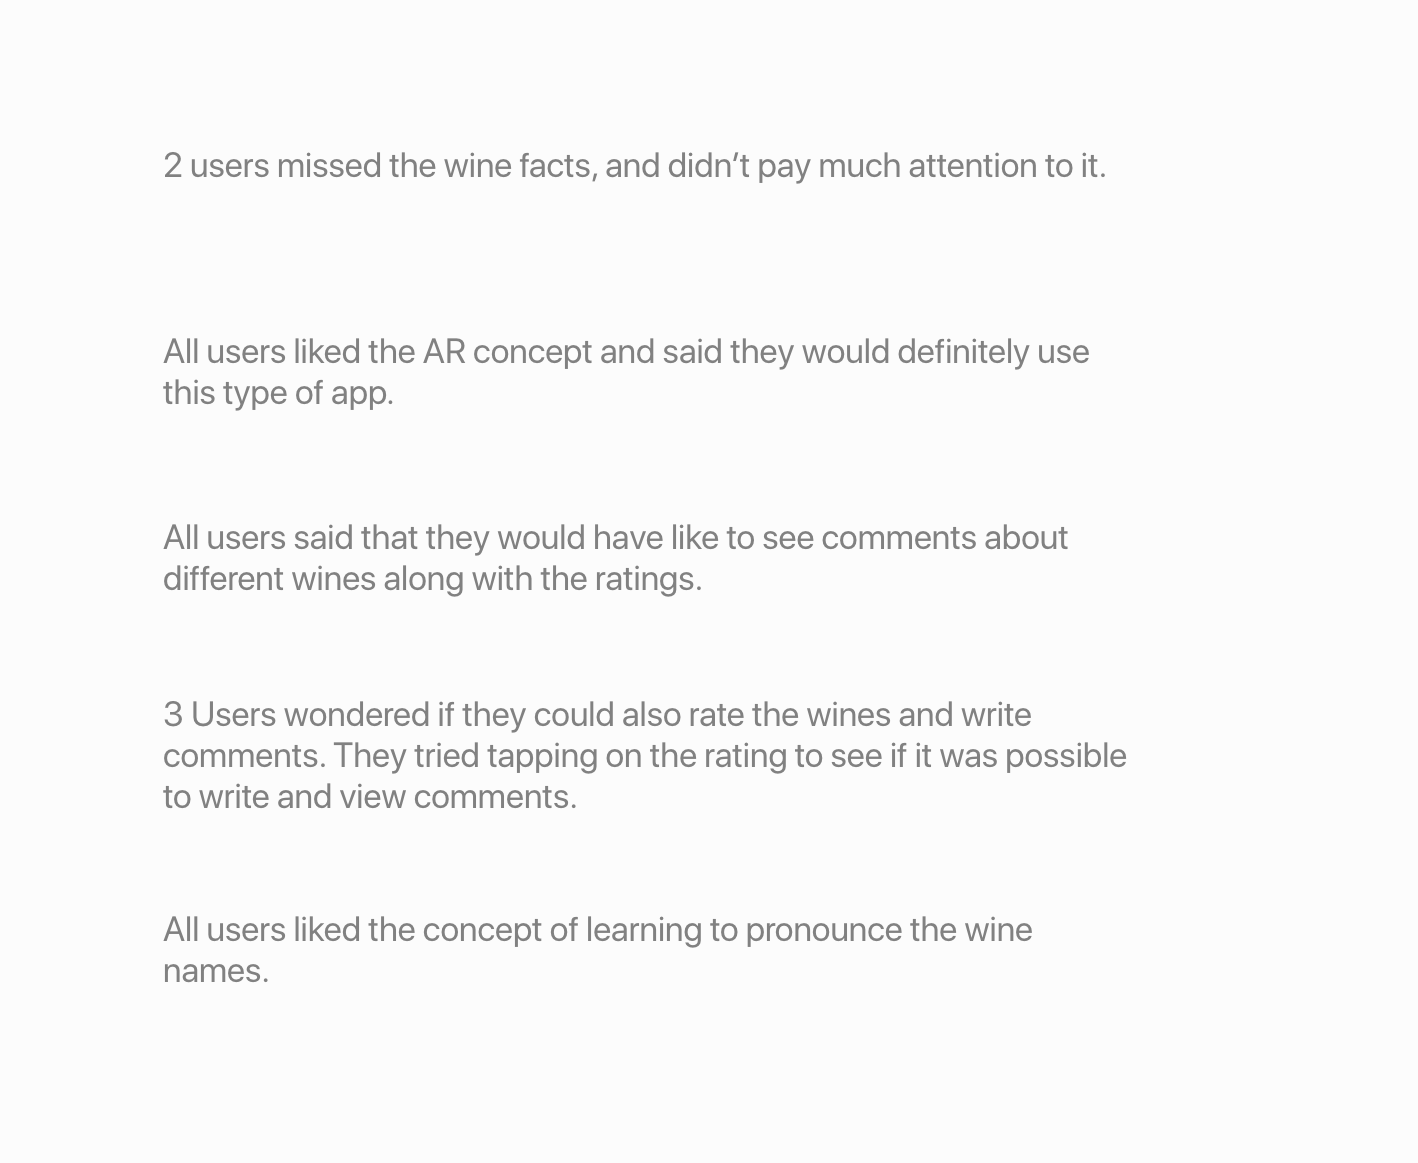 2 users missed the wine facts, and didn’t pay much attention to it.
All users liked the AR concept and said they would definitely use
this type of app.
All users said that they would have like to see comments about
different wines along with the ratings.
3 Users wondered if they could also rate the wines and write
comments. They tried tapping on the rating to see if it was possible
to write and view comments.
All users liked the concept of learning to pronounce the wine
names.